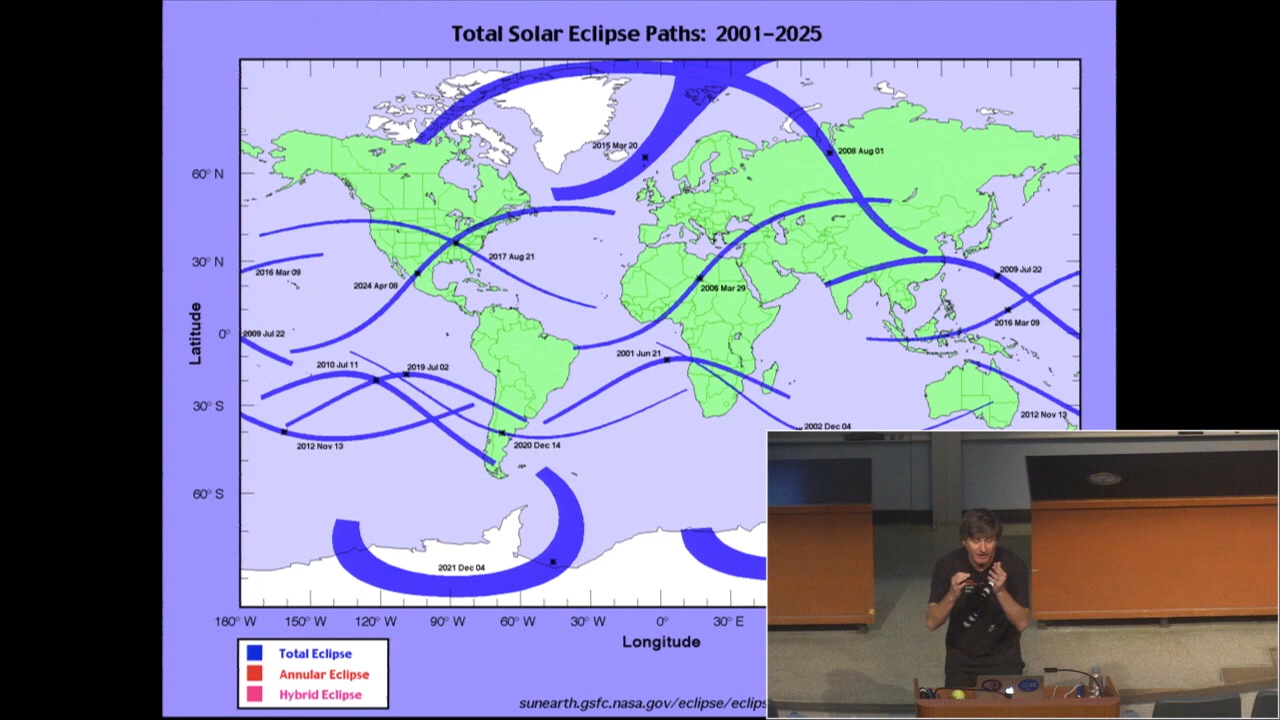 Total Solar Eclipse Paths: 2001–2025
2015 Mar 20
2008 Aug 01
60° N
2017 Aug 21
30° N
2016 Mar 09
2009 Jul 22
2024 Apr 08
2006 Mar 29
2016 Mar 09
Latitude
0°
2009 Jul 22
2001 Jun 21
2010 Jul 11
2019 Jul 02
30° S
2012 Nov 13
2002 Dec 04
2012 Nov 13
2020 Dec 14
60° S
2021 Dec 04
180° W
150° W
120° W
90° W
60° W
30° W
0°
30° E
Longitude
Total Eclipse
Annular Eclipse
Hybrid Eclipse
sunearth.gsfc.nasa.gov/eclipse/eclips